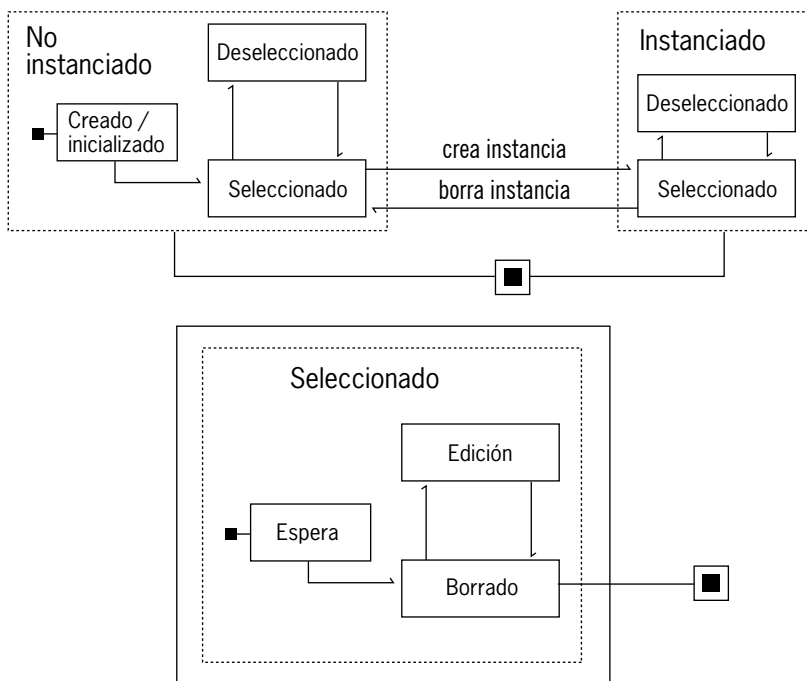 No
instanciado
Deseleccionado
Creado /
inicializado
Seleccionado
crea instancia
borra instancia
Instanciado
Deseleccionado
Seleccionado
Seleccionado
Edición
Espera
Borrado